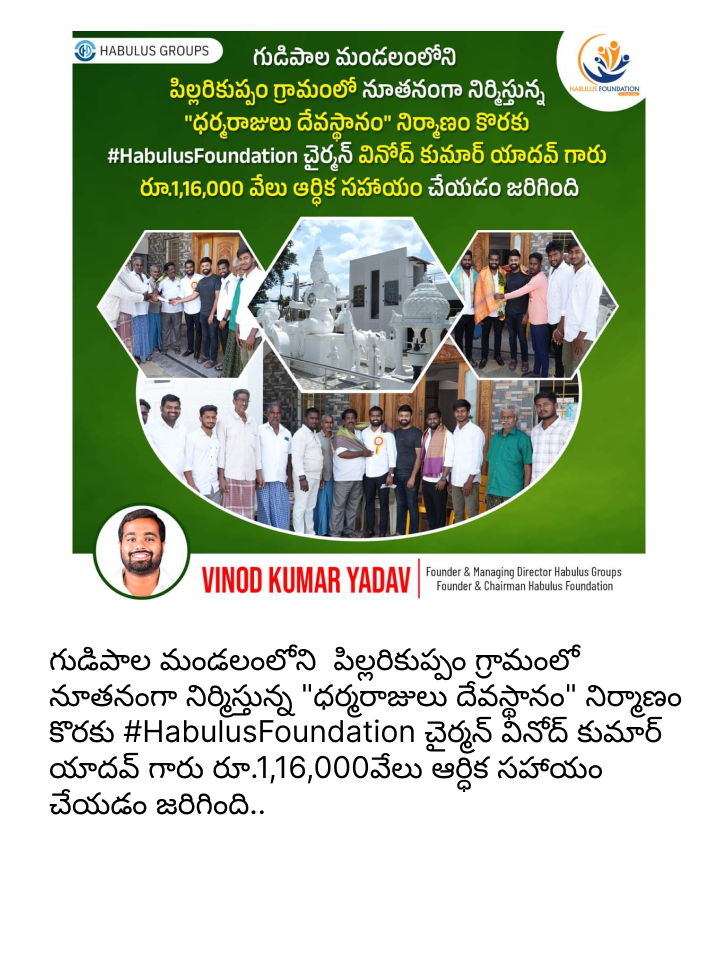 HABULUS GROUPS
HABULUS FOUNDATION
గుడిపాల మండలంలోని
పిల్లరికుప్పం గ్రామంలో నూతనంగా నిర్మిస్తున్న
"ధర్మరాజులు దేవస్థానం" నిర్మాణం కొరకు
#HabulusFoundation చైర్మన్ వినోద్ కుమార్ యాదవ్ గారు
రూ.1,16,000 వేలు ఆర్థిక సహాయం చేయడం జరిగింది
VINOD KUMAR YADAV
Founder & Managing Director Habulus Groups
Founder & Chairman Habulus Foundation
గుడిపాల మండలంలోని  పిల్లరికుప్పం గ్రామంలో
నూతనంగా నిర్మిస్తున్న "ధర్మరాజులు దేవస్థానం" నిర్మాణం
కొరకు #HabulusFoundation చైర్మన్ వినోద్ కుమార్
యాదవ్ గారు రూ.1,16,000వేలు ఆర్ధిక సహాయం
చేయడం జరిగింది..